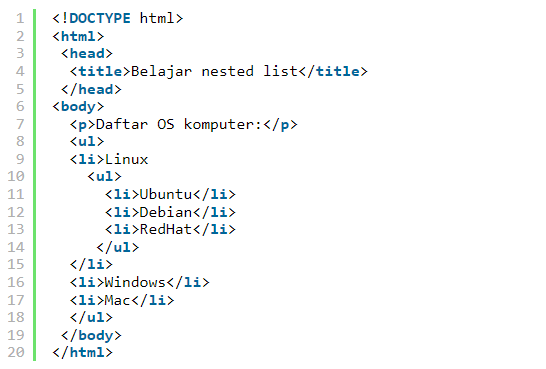 1 <!DOCTYPE html>
2 <html>
3  <head>
4   <title>Belajar nested list</title>
5  </head>
6 <body>
7   <p>Daftar OS komputer:</p>
8   <ul>
9   <li>Linux
10     <ul>
11       <li>Ubuntu</li>
12       <li>Debian</li>
13       <li>RedHat</li>
14      </ul>
15   </li>
16   <li>Windows</li>
17   <li>Mac</li>
18   </ul>
19  </body>
20 </html>